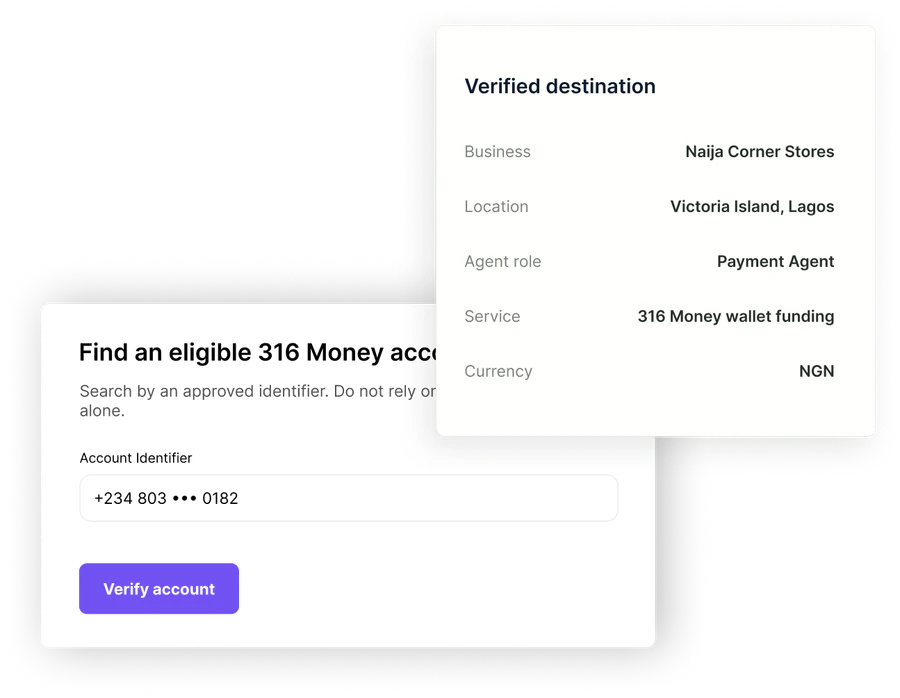 Verified destination
Business Naija Corner Stores
Location Victoria Island, Lagos
Agent role Payment Agent
Service 316 Money wallet funding
Currency NGN
Find an eligible 316 Money
Search by an approved identifier. Do not rely
alone.
Account Identifier
+234 803 ••• 0182
Verify account